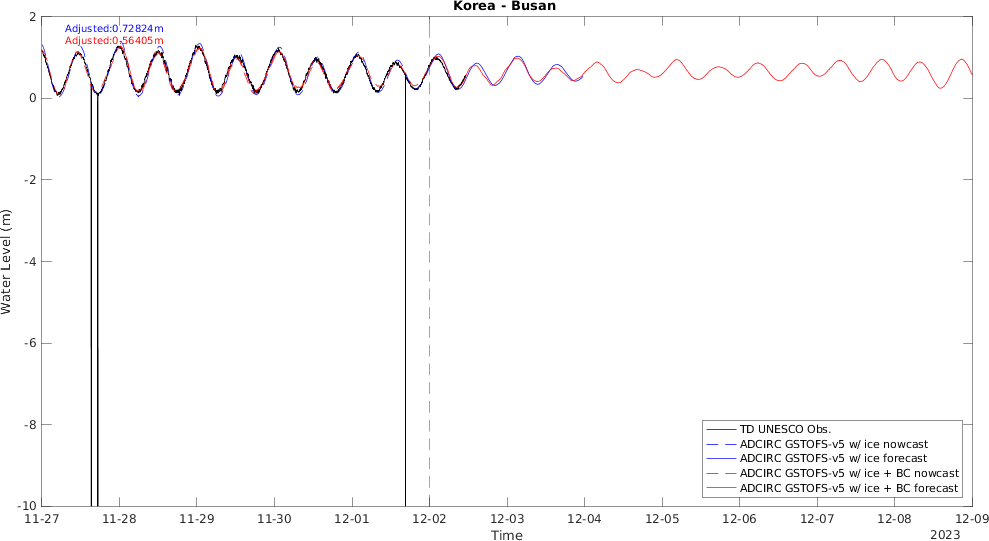 Korea - Busan
Adjusted:0.72824m
Adjusted:0.56405m
Water Level (m)
2
0
-2
-4
-6
-8
-10
TD UNESCO Obs.
ADCIRC GSTOFS-v5 w/ ice nowcast
ADCIRC GSTOFS-v5 w/ ice forecast
ADCIRC GSTOFS-v5 w/ ice + BC nowcast
ADCIRC GSTOFS-v5 w/ ice + BC forecast
11-27 11-28 11-29 11-30 12-01 12-02 12-03 12-04 12-05 12-06 12-07 12-08 12-09
Time
2023